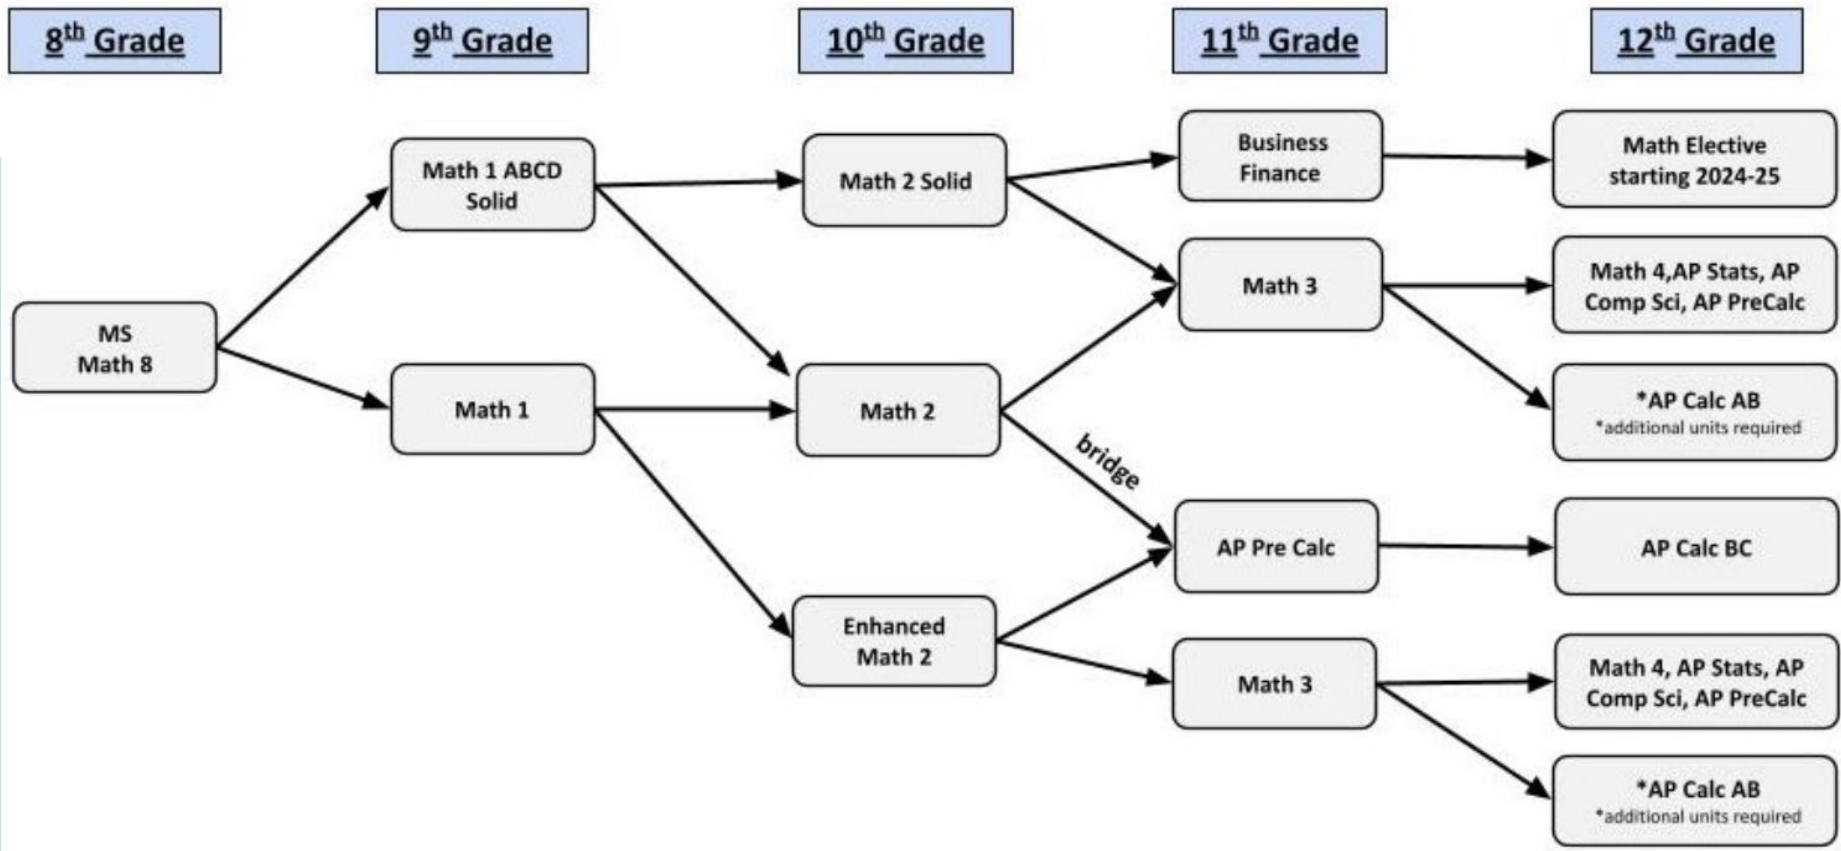 8th Grade
9th Grade
10th Grade
11th Grade
12th Grade
MS
Math 8
Math 1 ABCD
Solid
Math 1
Math 2 Solid
Math 2
Enhanced
Math 2
bridge
Business
Finance
Math 3
AP Pre Calc
Math 3
Math Elective
starting 2024-25
Math 4,AP Stats, AP
Comp Sci, AP PreCalc
*AP Calc AB
*additional units required
AP Calc BC
Math 4, AP Stats, AP
Comp Sci, AP PreCalc
*AP Calc AB
*additional units required